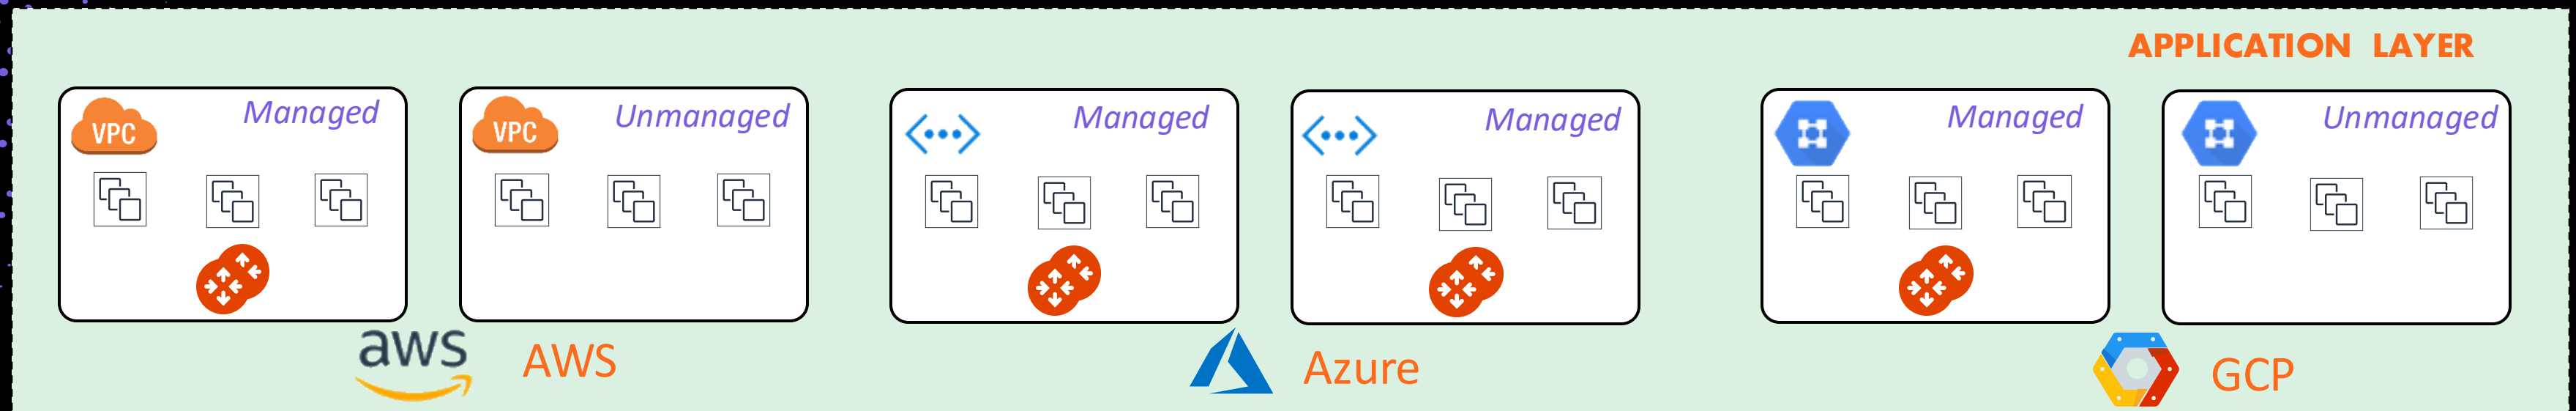 APPLICATION LAYER
VPC
Managed
VPC
Unmanaged
Managed
Managed
Managed
Unmanaged
aws
AWS
Azure
GCP